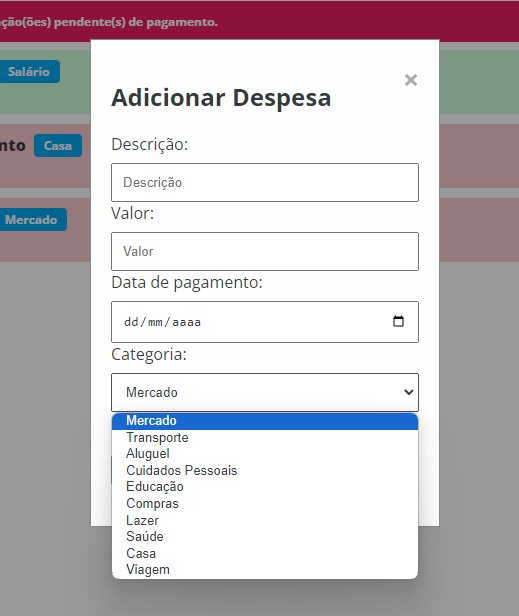 ção(ões) pendente(s) de pagamento.
Salário
×
Adicionar Despesa
nto Casa
Descrição:
Descrição
Mercado
Valor:
Valor
Data de pagamento:
dd/mm/aaaa
Categoria:
Mercado
Mercado
Transporte
Aluguel
Cuidados Pessoais
Educação
Compras
Lazer
Saúde
Casa
Viagem